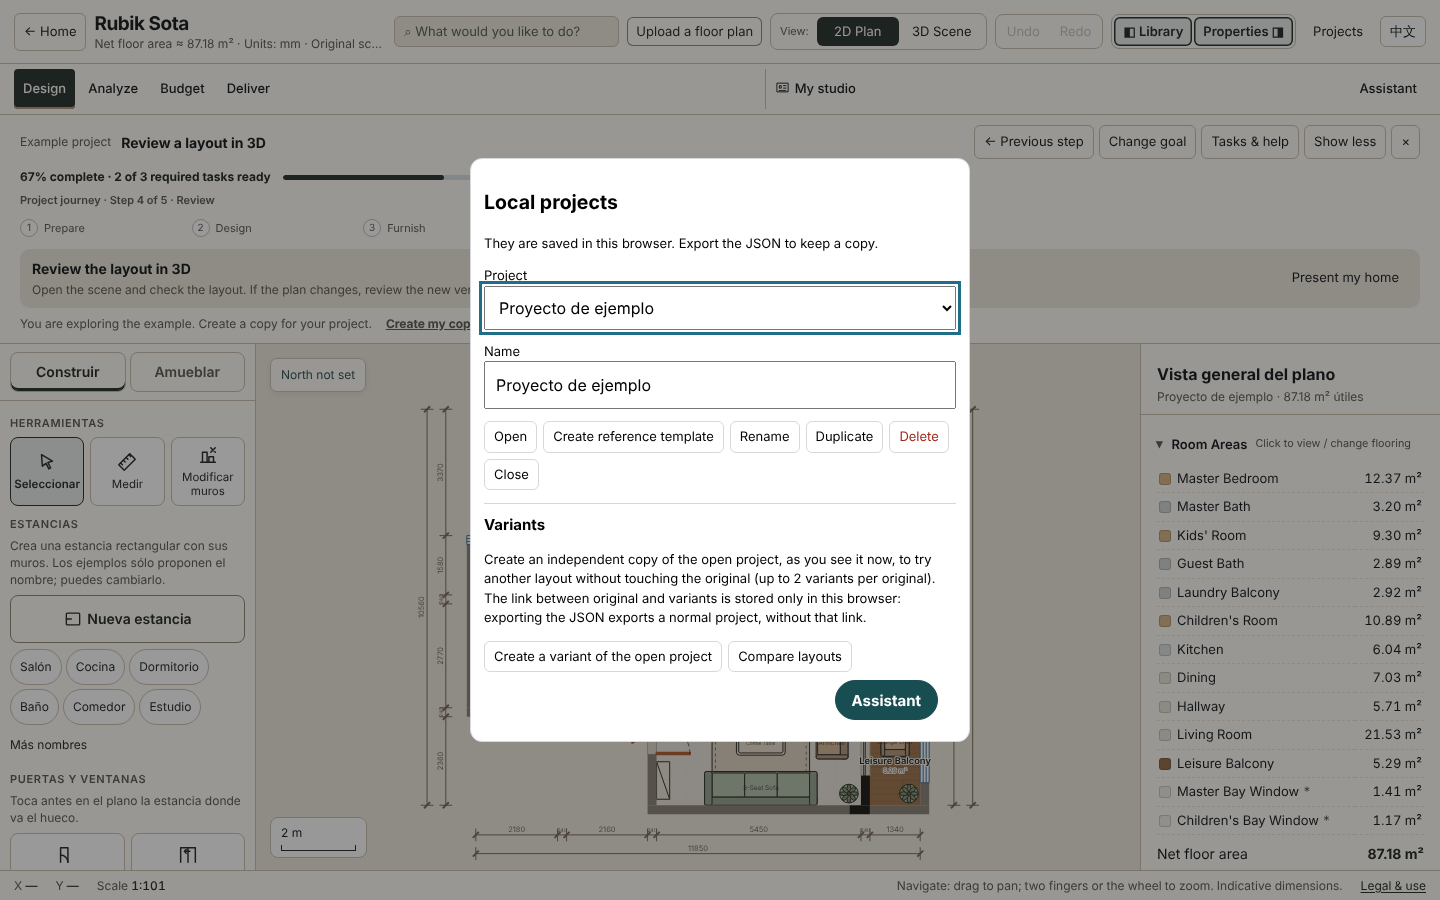 ← Home
Rubik Sota
Net floor area ≈ 87.18 m² · Units: mm · Original sc...
What would you like to do?
Upload a floor plan
View:
2D Plan
3D Scene
Undo
Redo
Library
Properties
Projects
中文
Design
Analyze
Budget
Deliver
My studio
Assistant
Example project
Review a layout in 3D
← Previous step
Change goal
Tasks & help
Show less
×
67% complete · 2 of 3 required tasks ready
Project journey · Step 4 of 5 · Review
1 Prepare
2 Design
3 Furnish
Review the layout in 3D
Open the scene and check the layout. If the plan changes, review the new ver
Present my home
You are exploring the example. Create a copy for your project.
Create my cop
Local projects
They are saved in this browser. Export the JSON to keep a copy.
Project
Proyecto de ejemplo
Name
Proyecto de ejemplo
Open
Create reference template
Rename
Duplicate
Delete
Close
Variants
Create an independent copy of the open project, as you see it now, to try
another layout without touching the original (up to 2 variants per original).
The link between original and variants is stored only in this browser:
exporting the JSON exports a normal project, without that link.
Create a variant of the open project
Compare layouts
Assistant
Construir
Amueblar
HERRAMIENTAS
Seleccionar
Medir
Modificar
muros
ESTANCIAS
Crea una estancia rectangular con sus
muros. Los ejemplos sólo proponen el
nombre; puedes cambiarlo.
Nueva estancia
Salón
Cocina
Dormitorio
Baño
Comedor
Estudio
Más nombres
PUERTAS Y VENTANAS
Toca antes en el plano la estancia donde
va el hueco.
North not set
3370
1580
10560
2770
2360
Leisure Balcony
5.29 m²
2180
2160
5450
1340
11850
2 m
Vista general del plano
Proyecto de ejemplo · 87.18 m² útiles
▼ Room Areas Click to view / change flooring
Master Bedroom 12.37 m²
Master Bath 3.20 m²
Kids' Room 9.30 m²
Guest Bath 2.89 m²
Laundry Balcony 2.92 m²
Children's Room 10.89 m²
Kitchen 6.04 m²
Dining 7.03 m²
Hallway 5.71 m²
Living Room 21.53 m²
Leisure Balcony 5.29 m²
Master Bay Window * 1.41 m²
Children's Bay Window * 1.17 m²
Net floor area 87.18 m²
X — Y — Scale 1:101
Navigate: drag to pan; two fingers or the wheel to zoom. Indicative dimensions.
Legal & use